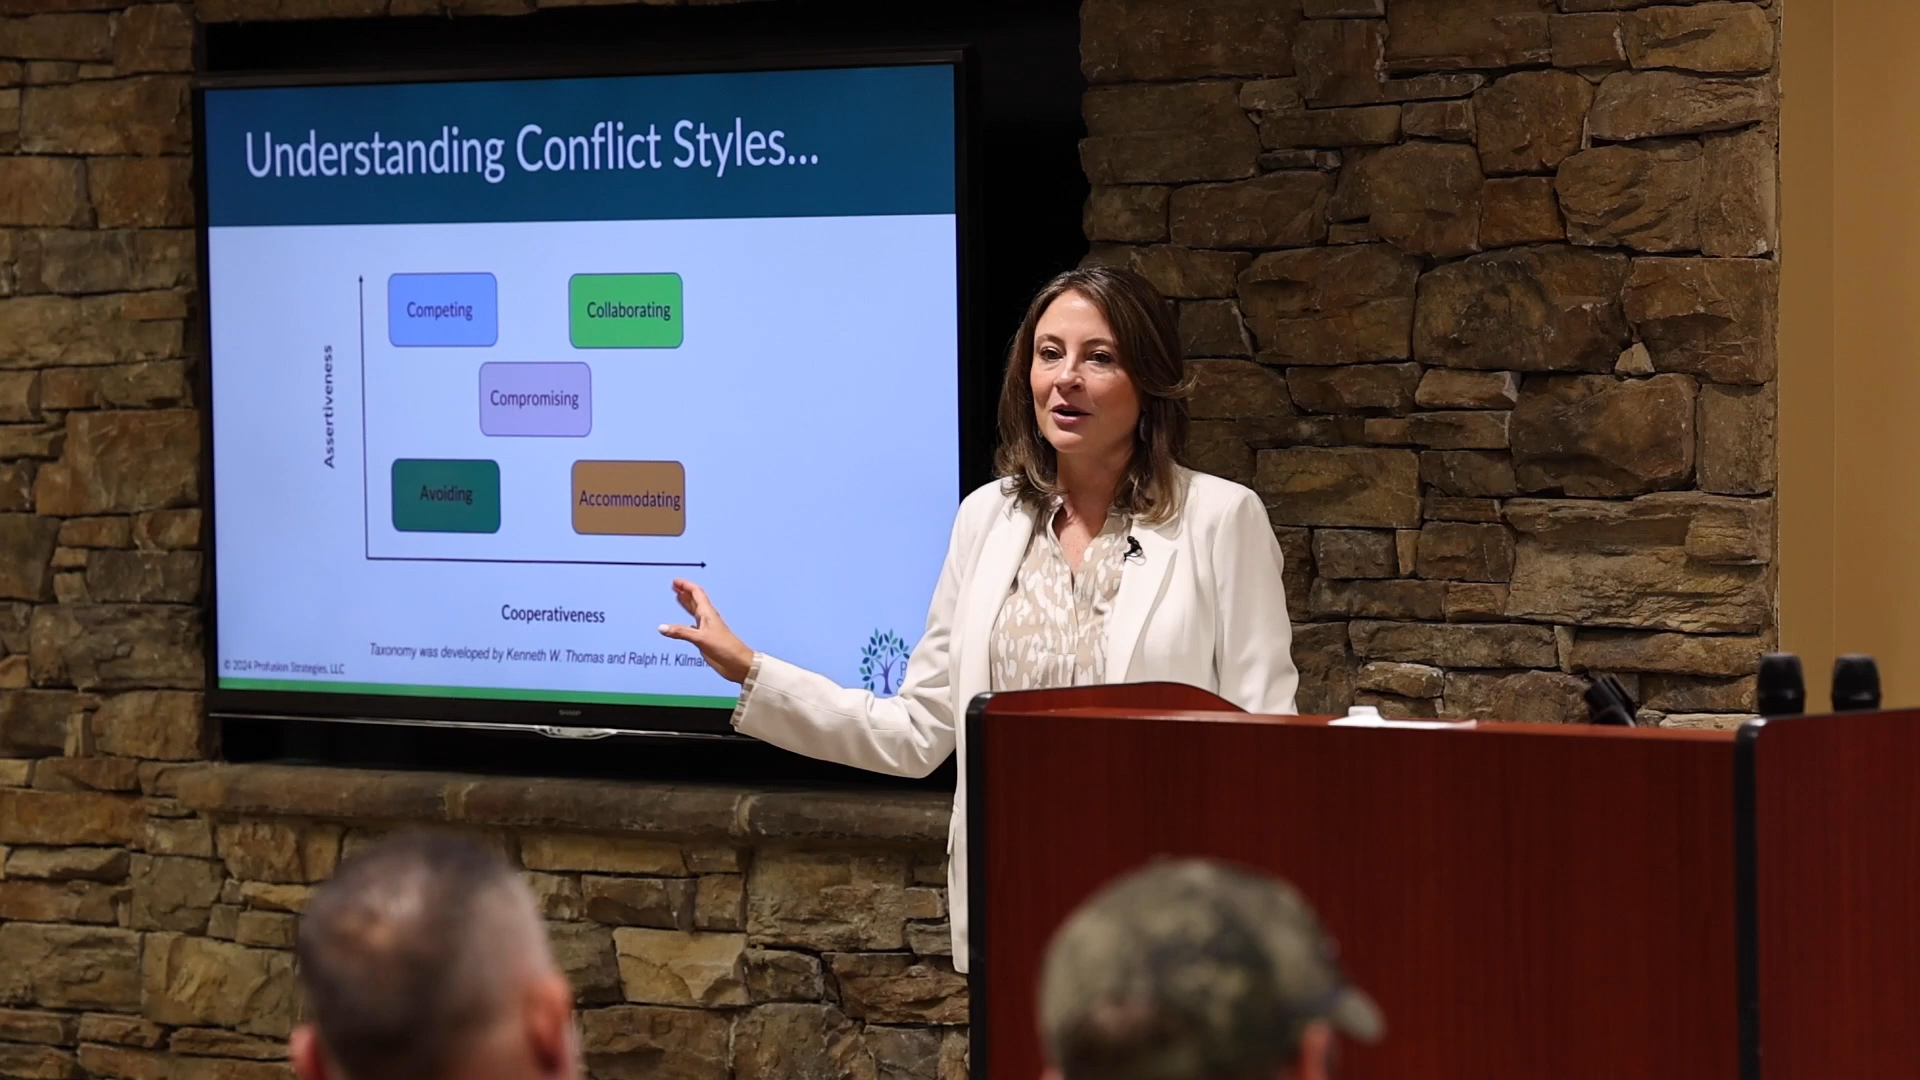 Understanding Conflict Styles...
Competing
Collaborating
Compromising
Avoiding
Accommodating
Assertiveness
Cooperativeness
Taxonomy was developed by Kenneth W. Thomas and Ralph H.
© 2024 Profusion Strategies, LLC
SHARP